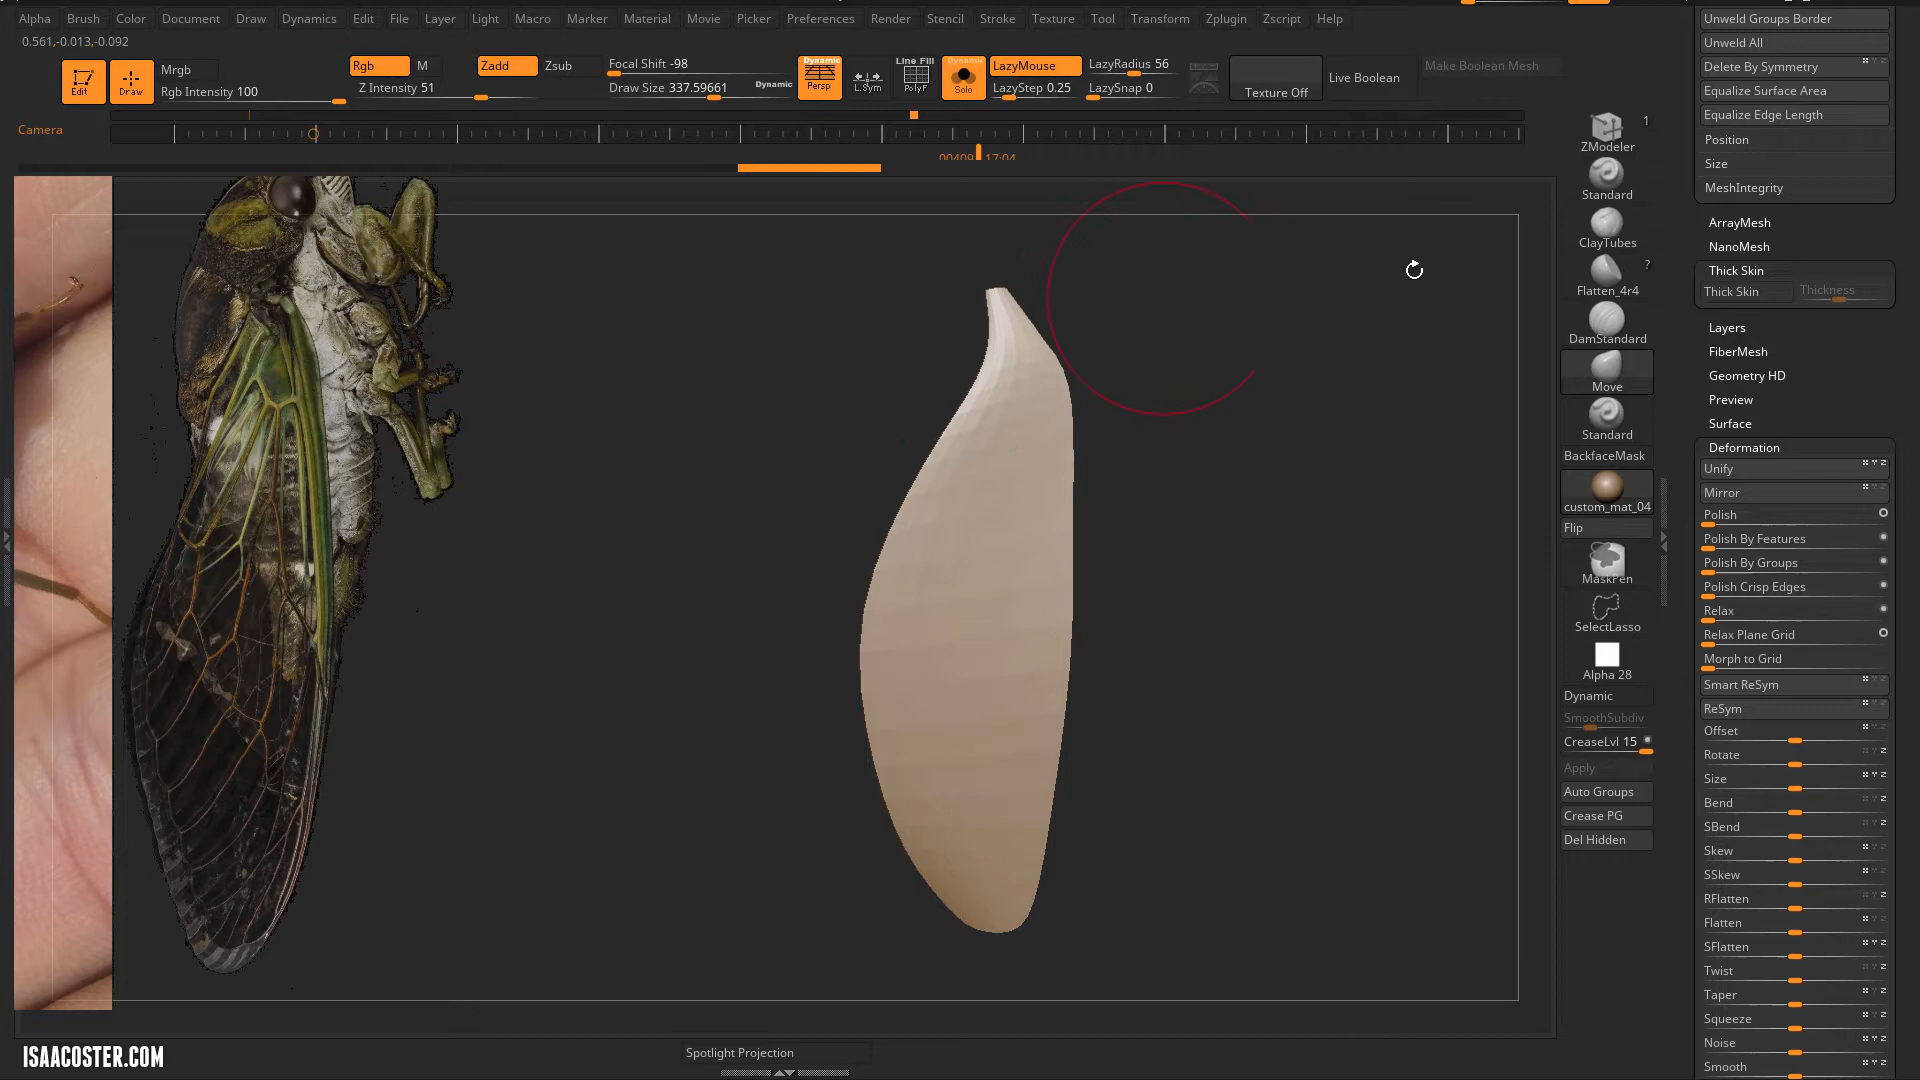 Alpha Brush Color Document Draw Dynamics Edit File Layer Light Macro Marker Material Movie Picker Preferences Render Stencil Stroke Texture Tool Transform Zplugin Zscript Help
0.561,-0.013,-0.092
Edit
Draw
Mrgb
Rgb Intensity 100
Rgb M
Z Intensity 51
Zadd Zsub
Focal Shift -98
Draw Size 337.59661
Dynamic
Dynamic
Persp
L.Sym
Line Fill
PolyF
Dynamic
Solo
LazyMouse
LazyRadius 56
LazyStep 0.25
LazySnap 0
Texture Off
Live Boolean
Make Boolean Mesh
Camera
00409 17:04
ZModeler
1
Standard
ClayTubes
Flatten_4r4
?
DamStandard
Move
Standard
BackfaceMask
custom_mat_04
Flip
MaskPen
SelectLasso
Alpha 28
Dynamic
SmoothSubdiv
CreaseLvl 15
Apply
Auto Groups
Crease PG
Del Hidden
Unweld Groups Border
Unweld All
Delete By Symmetry
Equalize Surface Area
Equalize Edge Length
Position
Size
MeshIntegrity
ArrayMesh
NanoMesh
Thick Skin
Thick Skin Thickness
Layers
FiberMesh
Geometry HD
Preview
Surface
Deformation
Unify
Mirror
Polish
Polish By Features
Polish By Groups
Polish Crisp Edges
Relax
Relax Plane Grid
Morph to Grid
Smart ReSym
ReSym
Offset
Rotate
Size
Bend
SBend
Skew
SSkew
RFlatten
Flatten
SFlatten
Twist
Taper
Squeeze
Noise
Smooth
Spotlight Projection
ISAACOSTER.COM